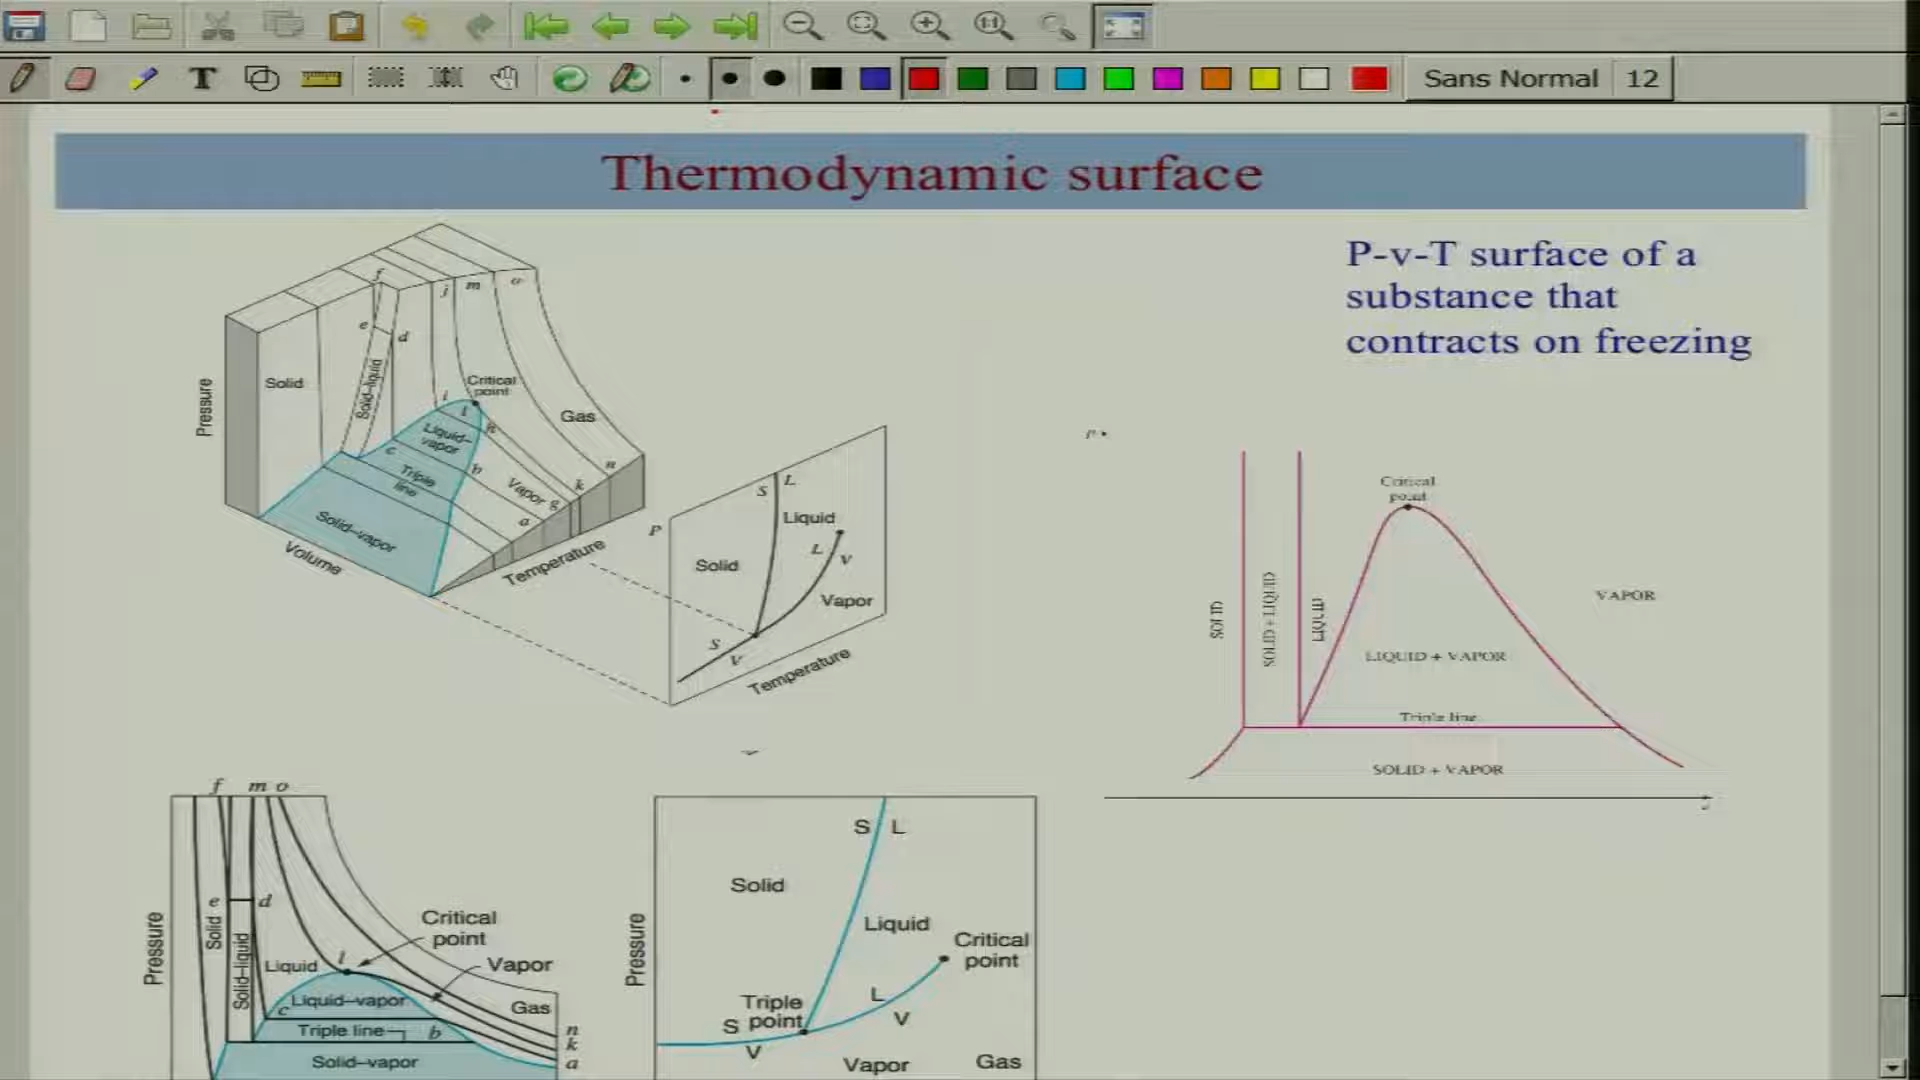 Sans Normal 12
Thermodynamic surface
P-v-T surface of a
substance that
contracts on freezing
f
j m o
e
d
Solid
Solid-liquid
Critical
point
Pressure
Gas
i
l
Liquid-
vapor
c
Triple
line
b
n
k
Vapor
g
a
Solid-vapor
Volume
Temperature
P
S L
Liquid
Solid
L V
Vapor
S
V
Temperature
Critical
point
SOLID
SOLID + LIQUID
LIQUID
VAPOR
LIQUID + VAPOR
Triple line
SOLID + VAPOR
f m o
Pressure
e d
Solid
Solid-liquid
Critical
point
Liquid
l
Vapor
Liquid-vapor
Gas
c
Triple line
b
n
k
a
Solid-vapor
Pressure
S L
Solid
Liquid
Critical
point
Triple
point
L
V
S
V
Vapor
Gas